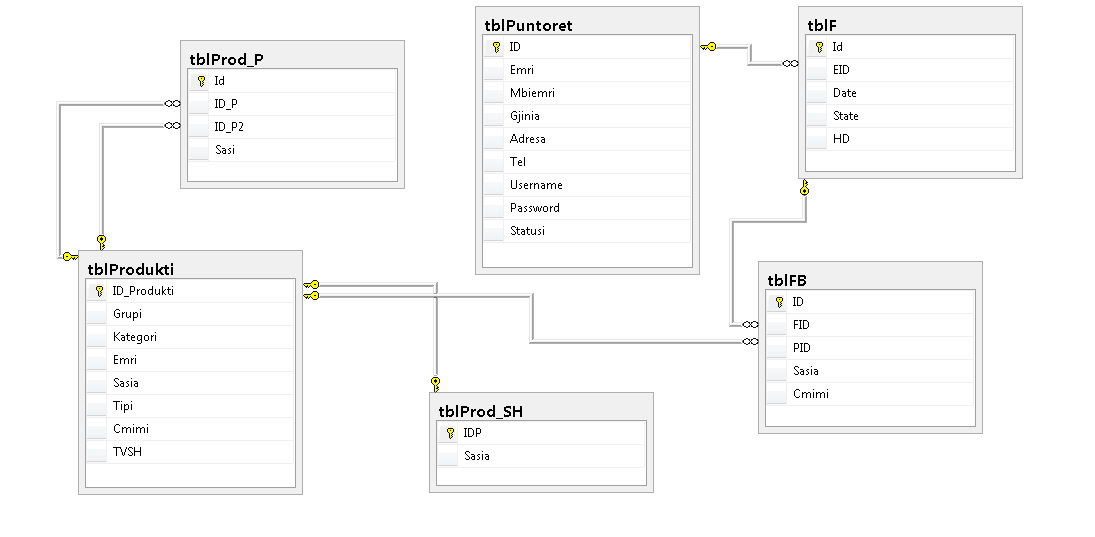 tblProd_P
Id
ID_P
ID_P2
Sasi
tblPuntoret
ID
Emri
Mbiemri
Gjinia
Adresa
Tel
Username
Password
Statusi
tblF
Id
EID
Date
State
HD
tblProdukti
ID_Produkti
Grupi
Kategori
Emri
Sasia
Tipi
Cmimi
TVSH
tblProd_SH
IDP
Sasia
tblFB
ID
FID
PID
Sasia
Cmimi